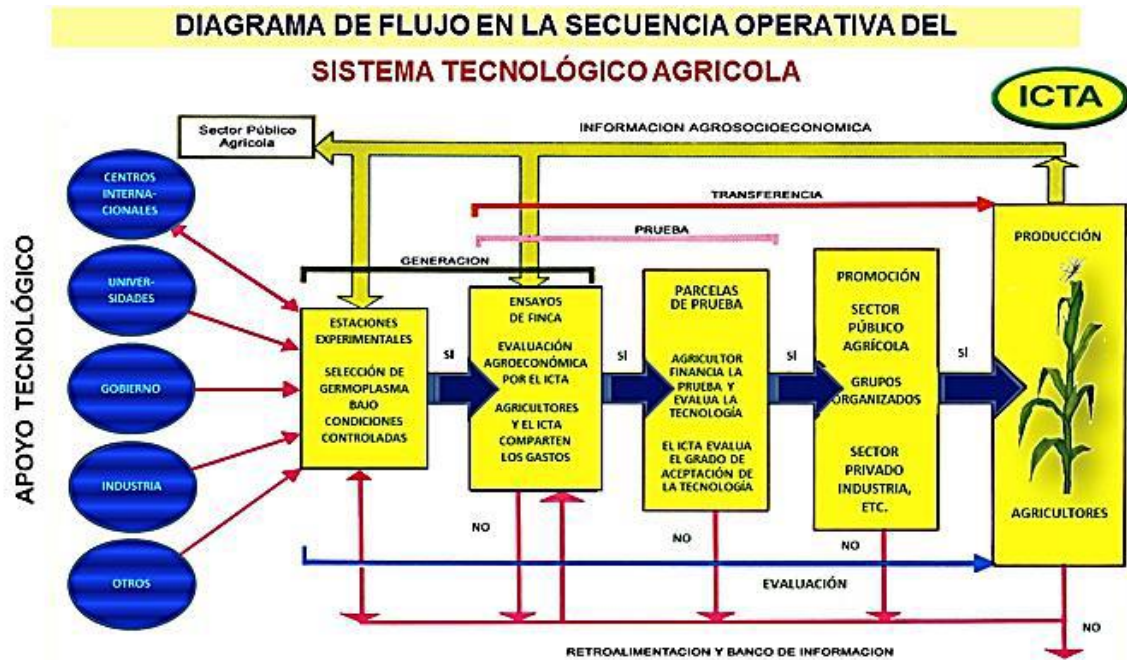 DIAGRAMA DE FLUJO EN LA SECUENCIA OPERATIVA DEL
SISTEMA TECNOLÓGICO AGRICOLA
ICTA
Sector Público
Agrícola
INFORMACION AGROSOCIOECONOMICA
APOYO TECNOLÓGICO
CENTROS
INTERNA-
CIONALES
UNIVER-
SIDADES
GOBIERNO
INDUSTRIA
OTROS
TRANSFERENCIA
PRUEBA
GENERACION
ESTACIONES
EXPERIMENTALES
SELECCIÓN DE
GERMOPLASMA
BAJO
CONDICIONES
CONTROLADAS
SI
ENSAYOS
DE FINCA
EVALUACIÓN
AGROECONÓMICA
POR EL ICTA
AGRICULTORES
Y EL ICTA
COMPARTEN
LOS GASTOS
SÍ
PARCELAS
DE PRUEBA
AGRICULTOR
FINANCIA LA
PRUEBA Y
EVALUA LA
TECNOLOGÍA
EL ICTA EVALUA
EL GRADO DE
ACEPTACIÓN DE
LA TECNOLOGÍA
SÍ
PROMOCIÓN
SECTOR
PÚBLICO
AGRÍCOLA
GRUPOS
ORGANIZADOS
SECTOR
PRIVADO
INDUSTRIA,
ETC.
SÍ
PRODUCCIÓN
AGRICULTORES
NO
NO
NO
NO
EVALUACIÓN
RETROALIMENTACION Y BANCO DE INFORMACION